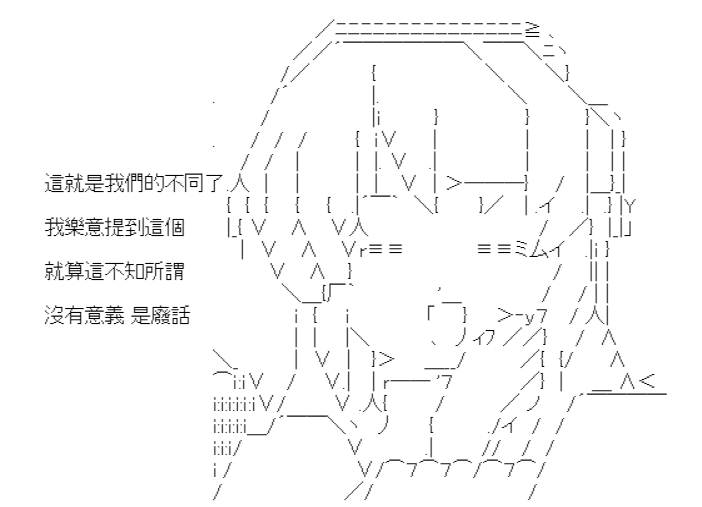 這就是我們的不同了
我樂意提到這個
就算這不知所謂
沒有意義 是廢話